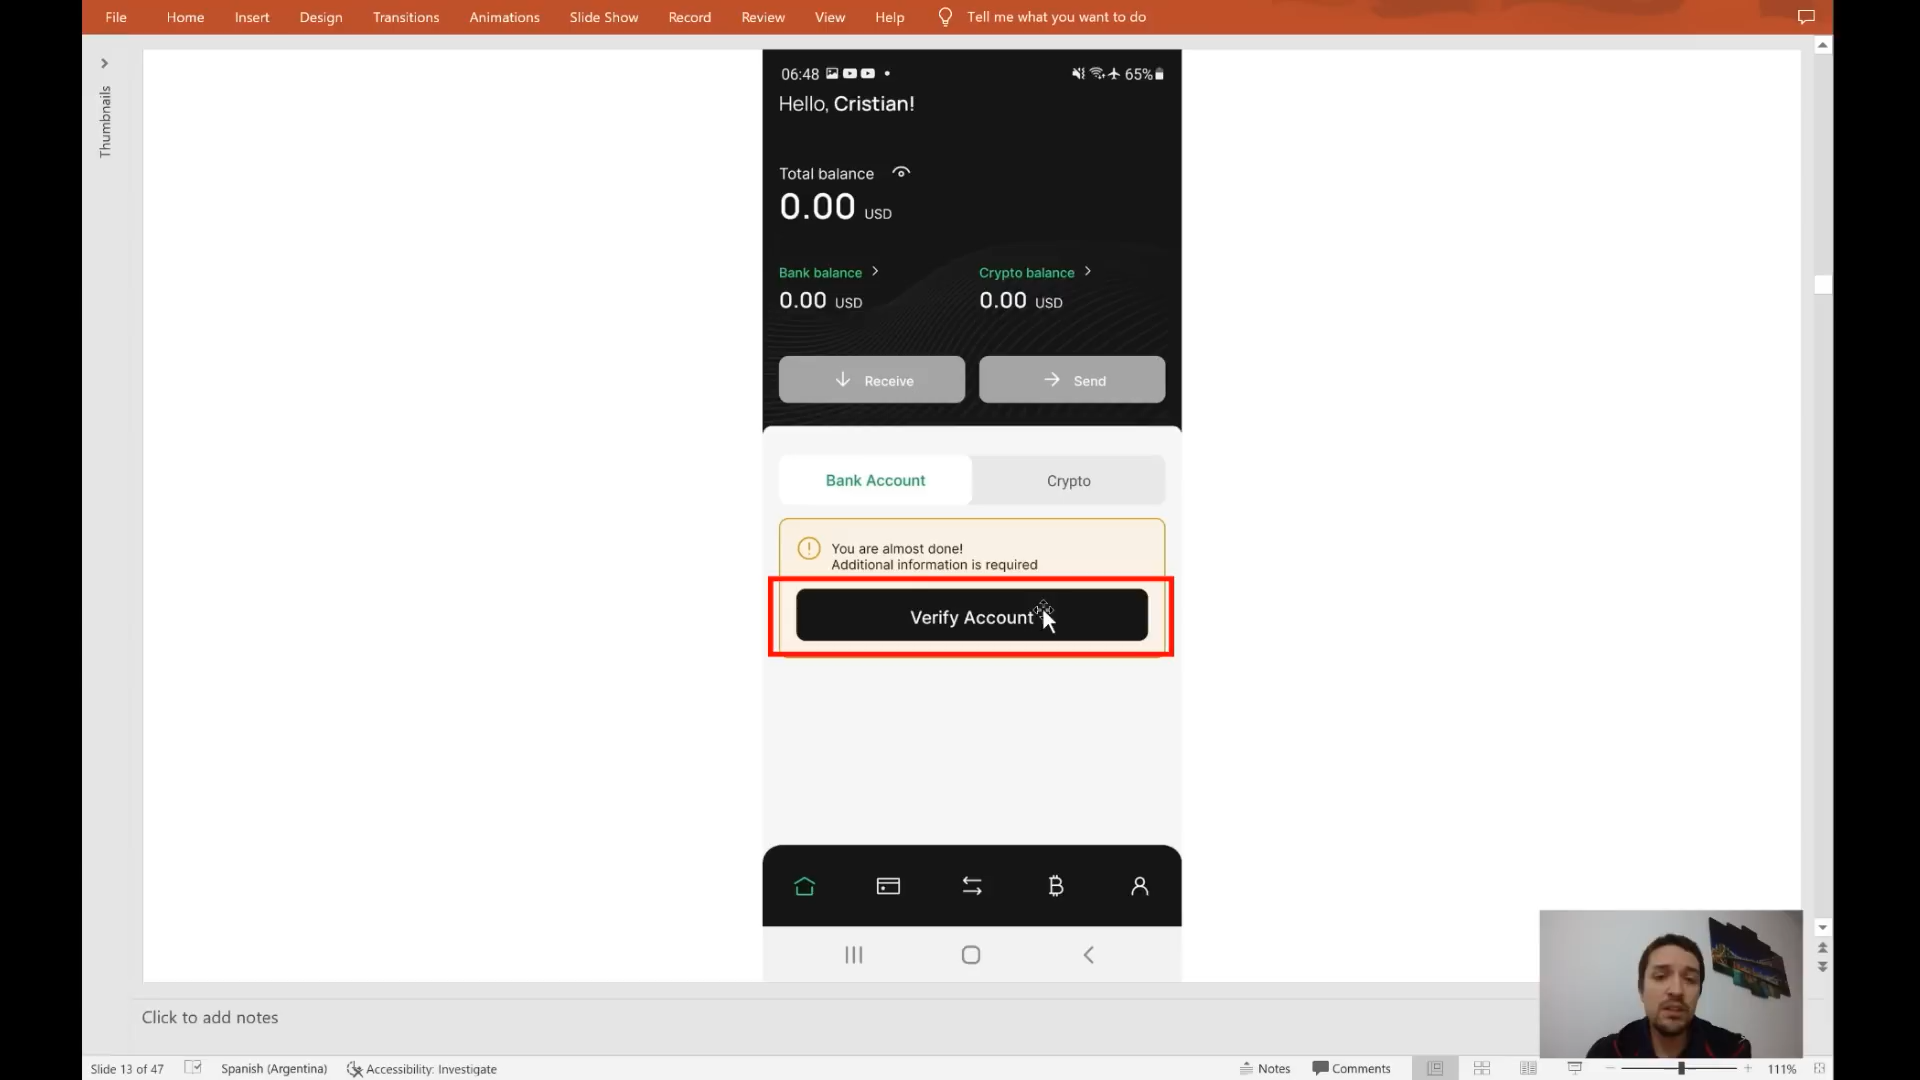 File Home Insert Design Transitions Animations Slide Show Record Review View Help Tell me what you want to do
Thumbnails
06:48 65%
Hello, Cristian!
Total balance
0.00 USD
Bank balance Crypto balance
0.00 USD 0.00 USD
Receive Send
Bank Account Crypto
You are almost done!
Additional information is required
Verify Account
Click to add notes
Slide 13 of 47 Spanish (Argentina) Accessibility: Investigate Notes Comments 111%